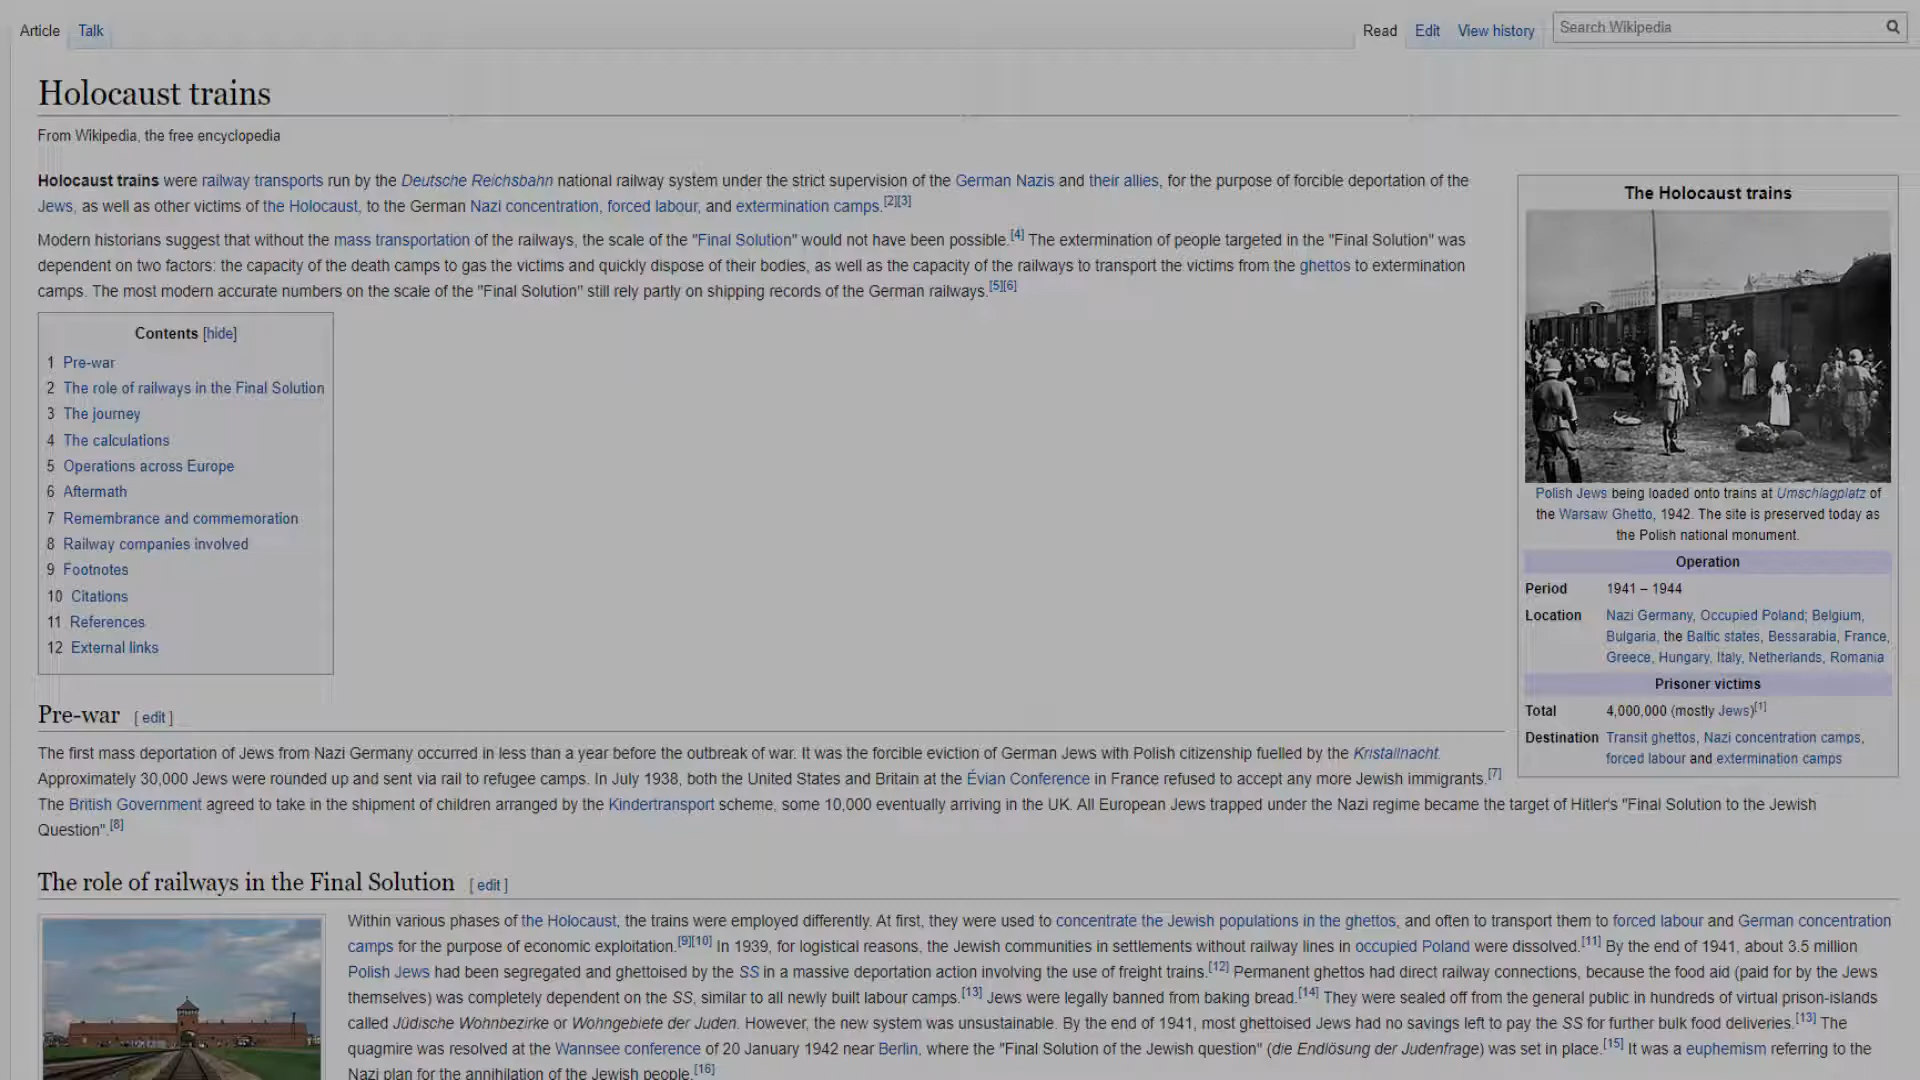 Article Talk Read Edit View history Search Wikipedia
Holocaust trains
From Wikipedia, the free encyclopedia
Holocaust trains were railway transports run by the Deutsche Reichsbahn national railway system under the strict supervision of the German Nazis and their allies, for the purpose of forcible deportation of the
Jews, as well as other victims of the Holocaust, to the German Nazi concentration, forced labour, and extermination camps.[2][3]
Modern historians suggest that without the mass transportation of the railways, the scale of the "Final Solution" would not have been possible.[4] The extermination of people targeted in the "Final Solution" was
dependent on two factors: the capacity of the death camps to gas the victims and quickly dispose of their bodies, as well as the capacity of the railways to transport the victims from the ghettos to extermination
camps. The most modern accurate numbers on the scale of the "Final Solution" still rely partly on shipping records of the German railways.[5][6]
Contents [hide]
1 Pre-war
2 The role of railways in the Final Solution
3 The journey
4 The calculations
5 Operations across Europe
6 Aftermath
7 Remembrance and commemoration
8 Railway companies involved
9 Footnotes
10 Citations
11 References
12 External links
The Holocaust trains
Polish Jews being loaded onto trains at Umschlagplatz of
the Warsaw Ghetto, 1942. The site is preserved today as
the Polish national monument.
Operation
Period 1941 – 1944
Location Nazi Germany, Occupied Poland; Belgium,
Bulgaria, the Baltic states, Bessarabia, France,
Greece, Hungary, Italy, Netherlands, Romania
Prisoner victims
Total 4,000,000 (mostly Jews)[1]
Destination Transit ghettos, Nazi concentration camps,
forced labour and extermination camps
Pre-war [ edit ]
The first mass deportation of Jews from Nazi Germany occurred in less than a year before the outbreak of war. It was the forcible eviction of German Jews with Polish citizenship fuelled by the Kristallnacht.
Approximately 30,000 Jews were rounded up and sent via rail to refugee camps. In July 1938, both the United States and Britain at the Évian Conference in France refused to accept any more Jewish immigrants.[7]
The British Government agreed to take in the shipment of children arranged by the Kindertransport scheme, some 10,000 eventually arriving in the UK. All European Jews trapped under the Nazi regime became the target of Hitler's "Final Solution to the Jewish
Question".[8]
The role of railways in the Final Solution [ edit ]
Within various phases of the Holocaust, the trains were employed differently. At first, they were used to concentrate the Jewish populations in the ghettos, and often to transport them to forced labour and German concentration
camps for the purpose of economic exploitation.[9][10] In 1939, for logistical reasons, the Jewish communities in settlements without railway lines in occupied Poland were dissolved.[11] By the end of 1941, about 3.5 million
Polish Jews had been segregated and ghettoised by the SS in a massive deportation action involving the use of freight trains.[12] Permanent ghettos had direct railway connections, because the food aid (paid for by the Jews
themselves) was completely dependent on the SS, similar to all newly built labour camps.[13] Jews were legally banned from baking bread.[14] They were sealed off from the general public in hundreds of virtual prison-islands
called Jüdische Wohnbezirke or Wohngebiete der Juden. However, the new system was unsustainable. By the end of 1941, most ghettoised Jews had no savings left to pay the SS for further bulk food deliveries.[13] The
quagmire was resolved at the Wannsee conference of 20 January 1942 near Berlin, where the "Final Solution of the Jewish question" (die Endlösung der Judenfrage) was set in place.[15] It was a euphemism referring to the
Nazi plan for the annihilation of the Jewish people.[16]